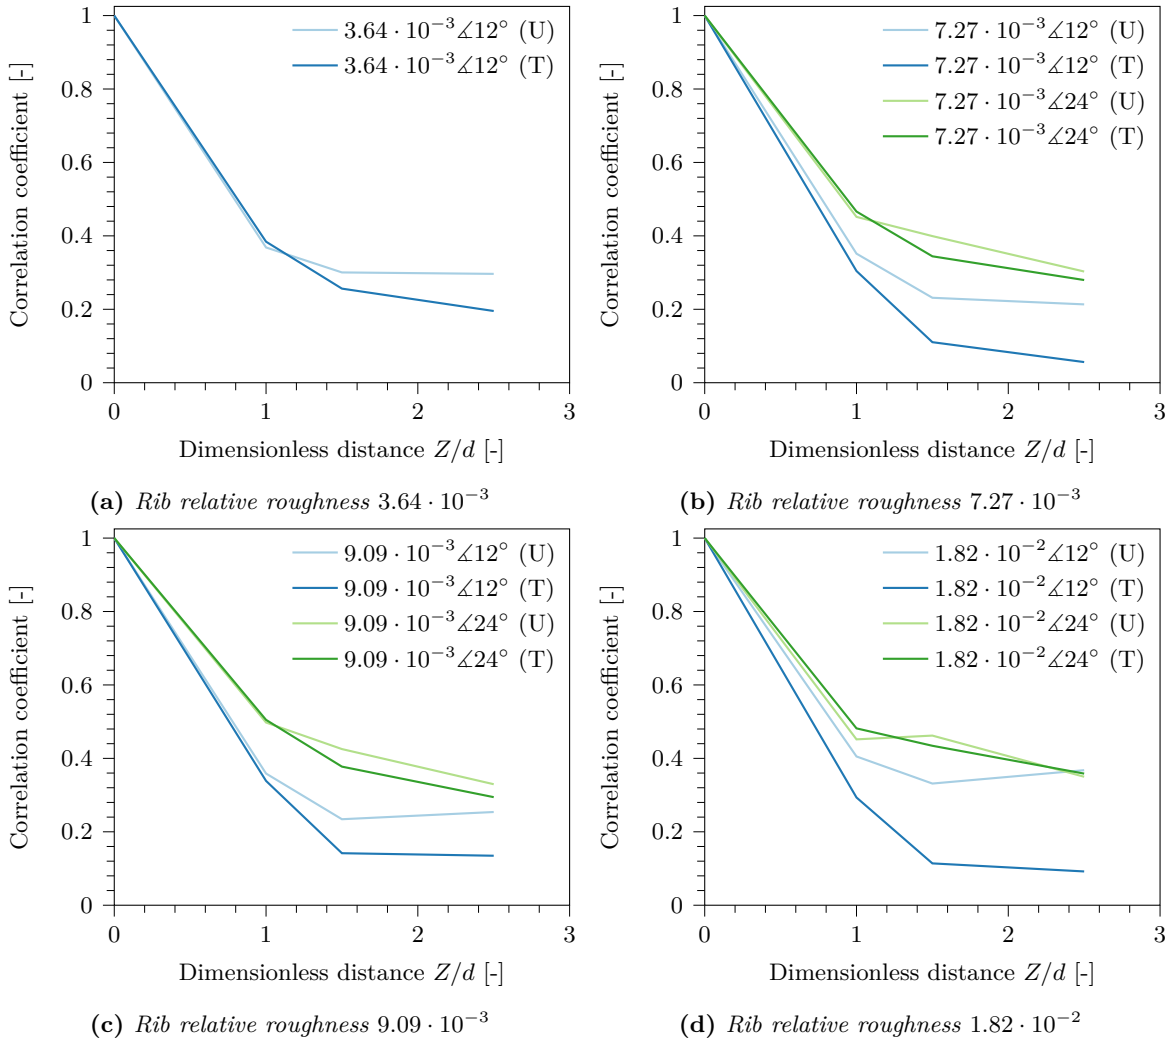 1
0.8
0.6
0.4
0.2
0
0 1 2 3
Correlation coefficient [-]
Dimensionless distance Z/d [-]
3.64 · 10⁻³∡12° (U)
3.64 · 10⁻³∡12° (T)
(a) Rib relative roughness 3.64 · 10⁻³
1
0.8
0.6
0.4
0.2
0
0 1 2 3
Correlation coefficient [-]
Dimensionless distance Z/d [-]
7.27 · 10⁻³∡12° (U)
7.27 · 10⁻³∡12° (T)
7.27 · 10⁻³∡24° (U)
7.27 · 10⁻³∡24° (T)
(b) Rib relative roughness 7.27 · 10⁻³
1
0.8
0.6
0.4
0.2
0
0 1 2 3
Correlation coefficient [-]
Dimensionless distance Z/d [-]
9.09 · 10⁻³∡12° (U)
9.09 · 10⁻³∡12° (T)
9.09 · 10⁻³∡24° (U)
9.09 · 10⁻³∡24° (T)
(c) Rib relative roughness 9.09 · 10⁻³
1
0.8
0.6
0.4
0.2
0
0 1 2 3
Correlation coefficient [-]
Dimensionless distance Z/d [-]
1.82 · 10⁻²∡12° (U)
1.82 · 10⁻²∡12° (T)
1.82 · 10⁻²∡24° (U)
1.82 · 10⁻²∡24° (T)
(d) Rib relative roughness 1.82 · 10⁻²